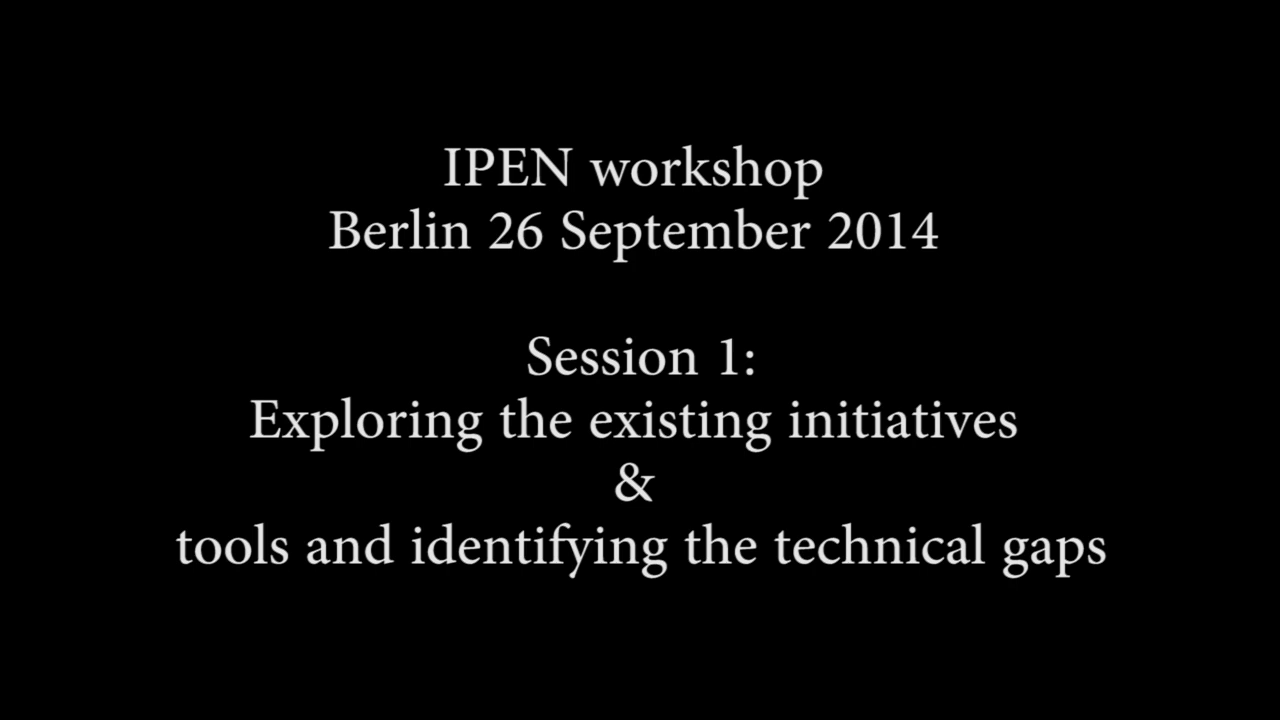 IPEN workshop
Berlin 26 September 2014
Session 1:
Exploring the existing initiatives
&
tools and identifying the technical gaps